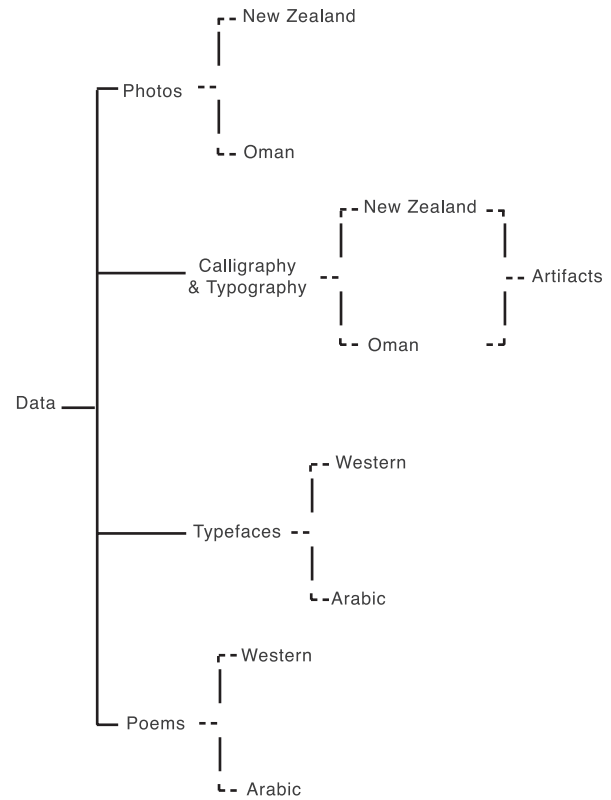 New Zealand
Photos
Oman
New Zealand
Calligraphy
& Typography
Artifacts
Oman
Data
Western
Typefaces
Arabic
Western
Poems
Arabic